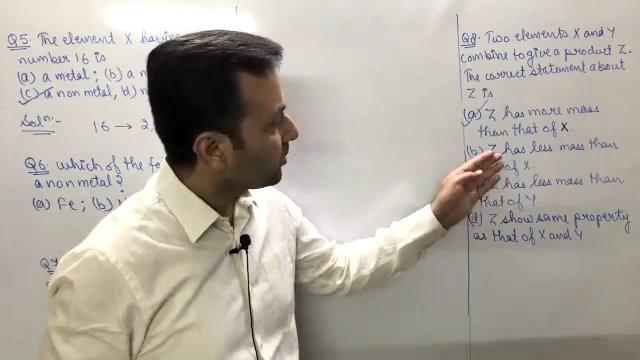 Q5. The element X havin
number 16 is
(a) a metal; (b) a n
(c) a non metal, d) n
Soln:-
16 → 2,
Q6. which of the fo
a non metal?
(a) Fe; (b)
Q7
Q8. Two elements X and Y
combine to give a product Z.
The correct statement about
Z is
(a) Z has more mass
than that of X.
(b) Z has less mass than
of X.
Z has less mass than
that of Y
(d) Z show same property
as that of X and Y